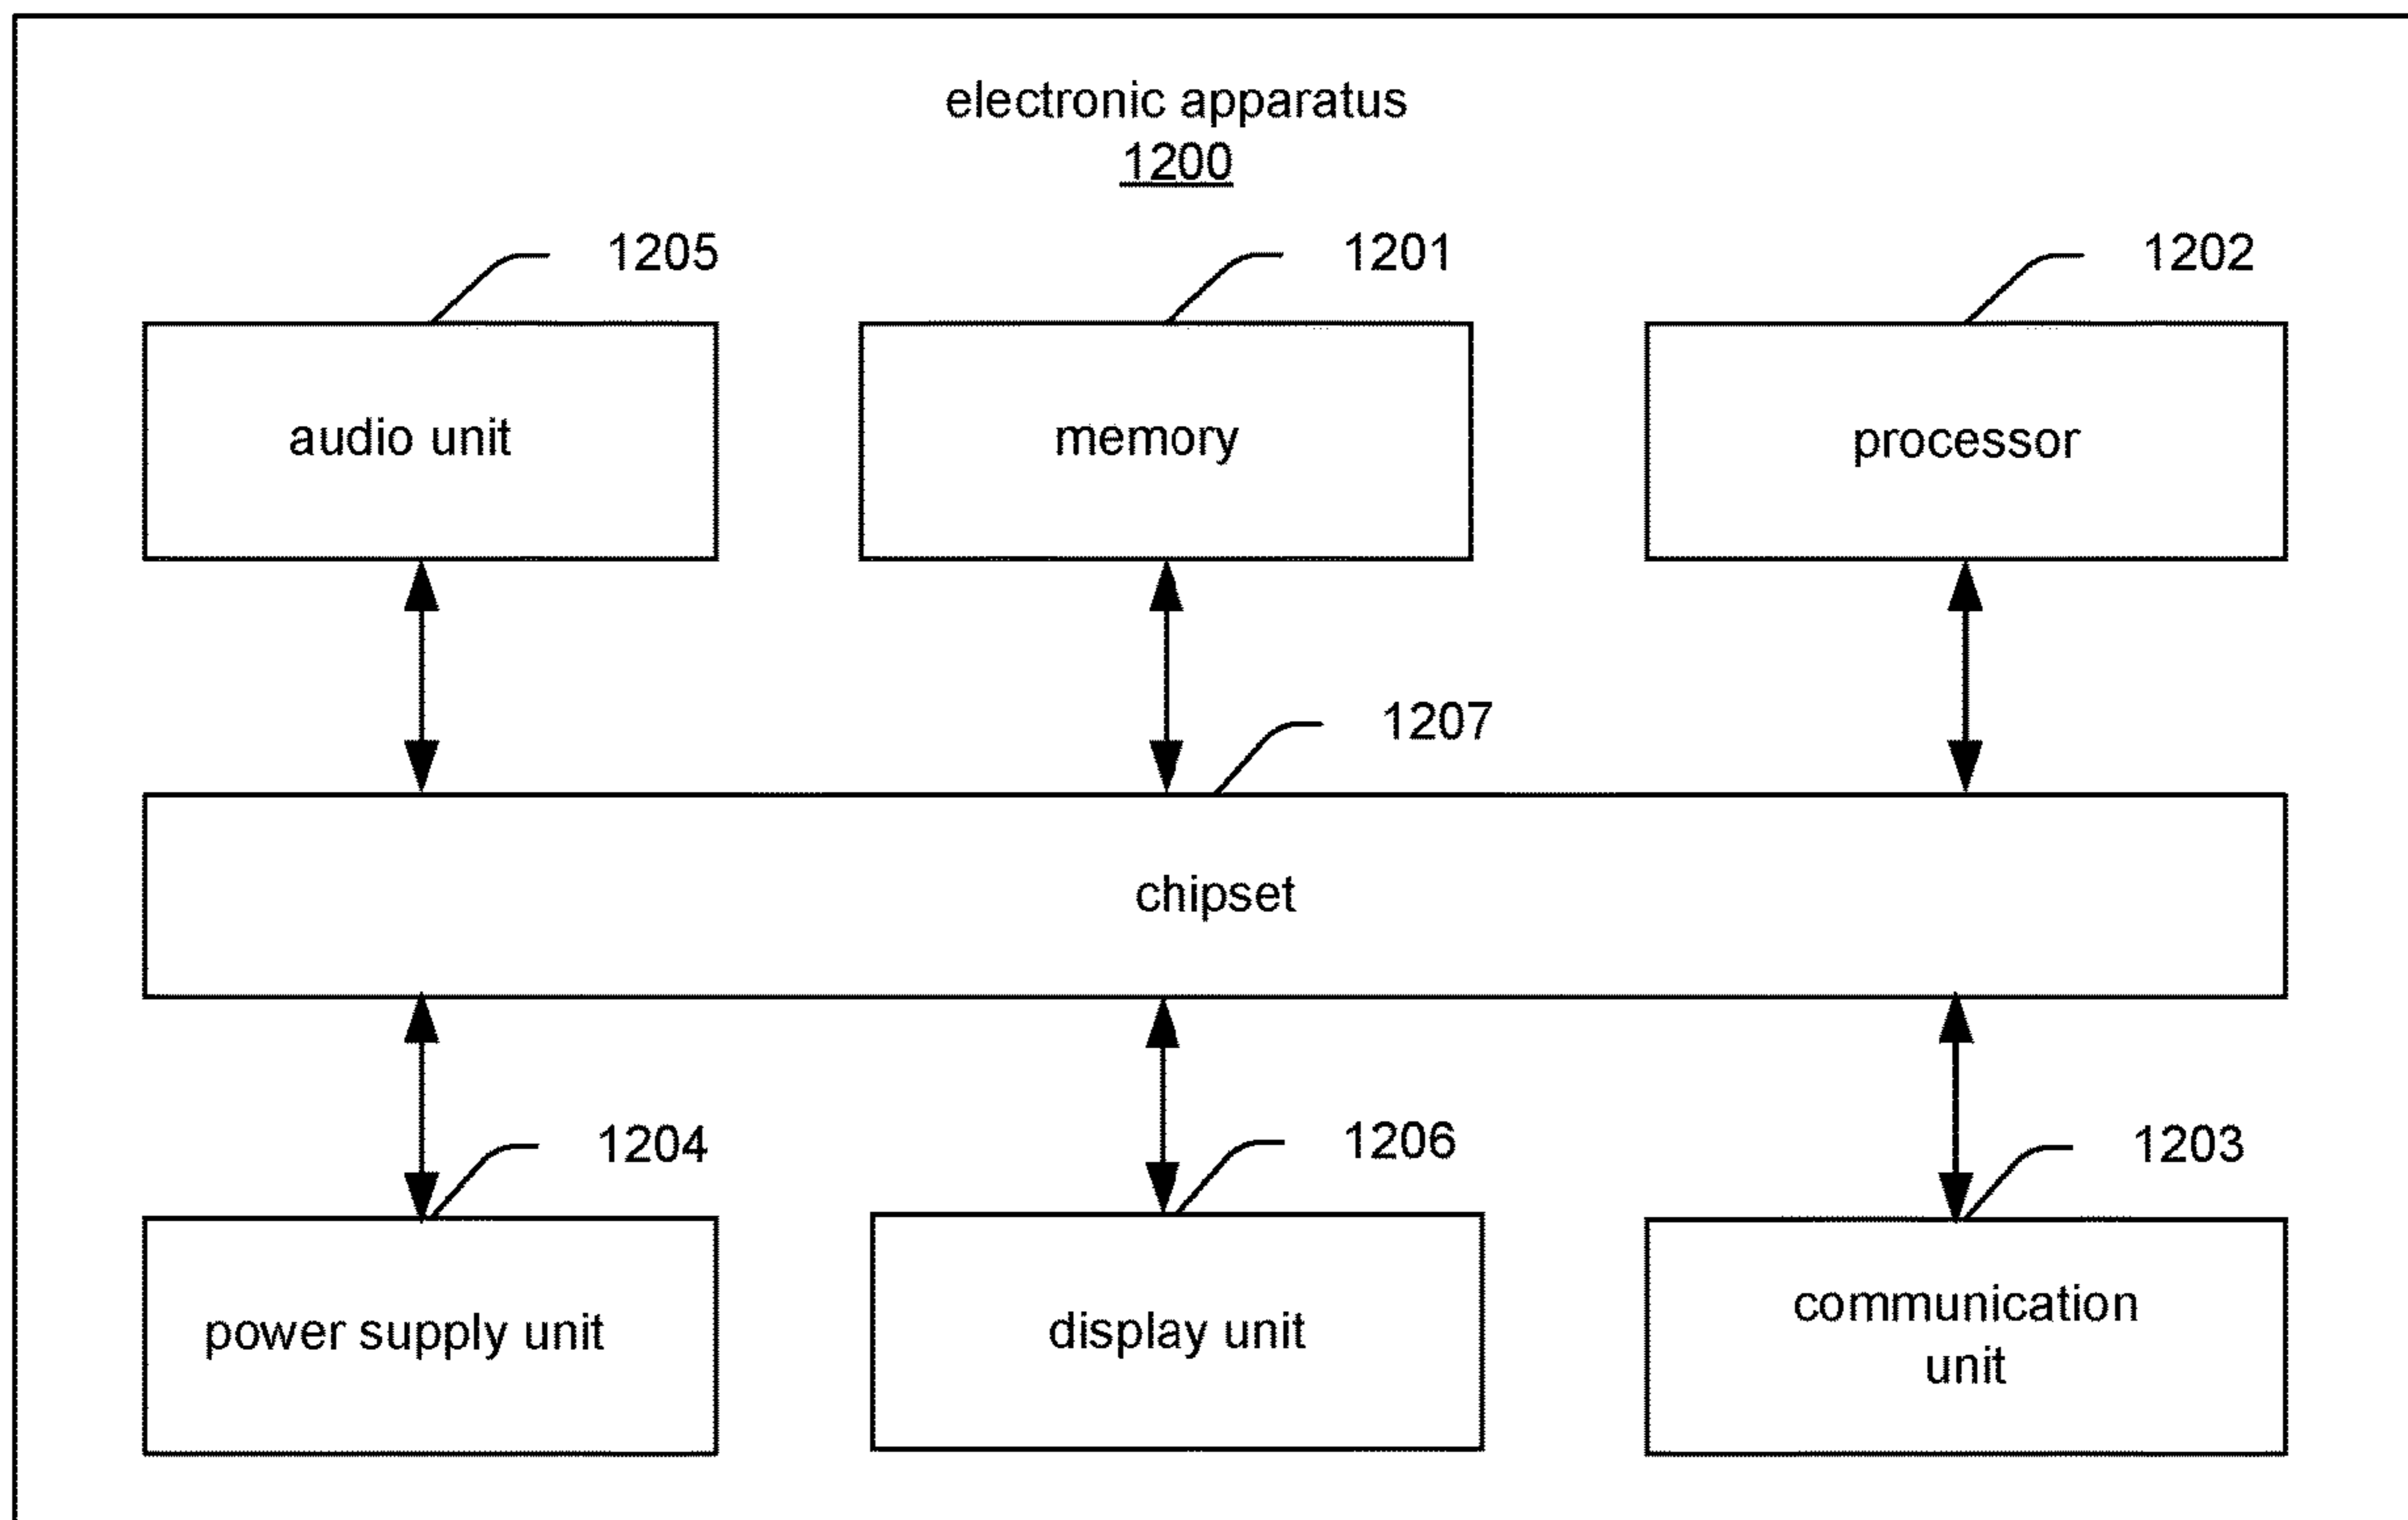 electronic apparatus
1200
1205
1201
1202
audio unit
memory
processor
1207
chipset
1204
1206
1203
power supply unit
display unit
communication
unit